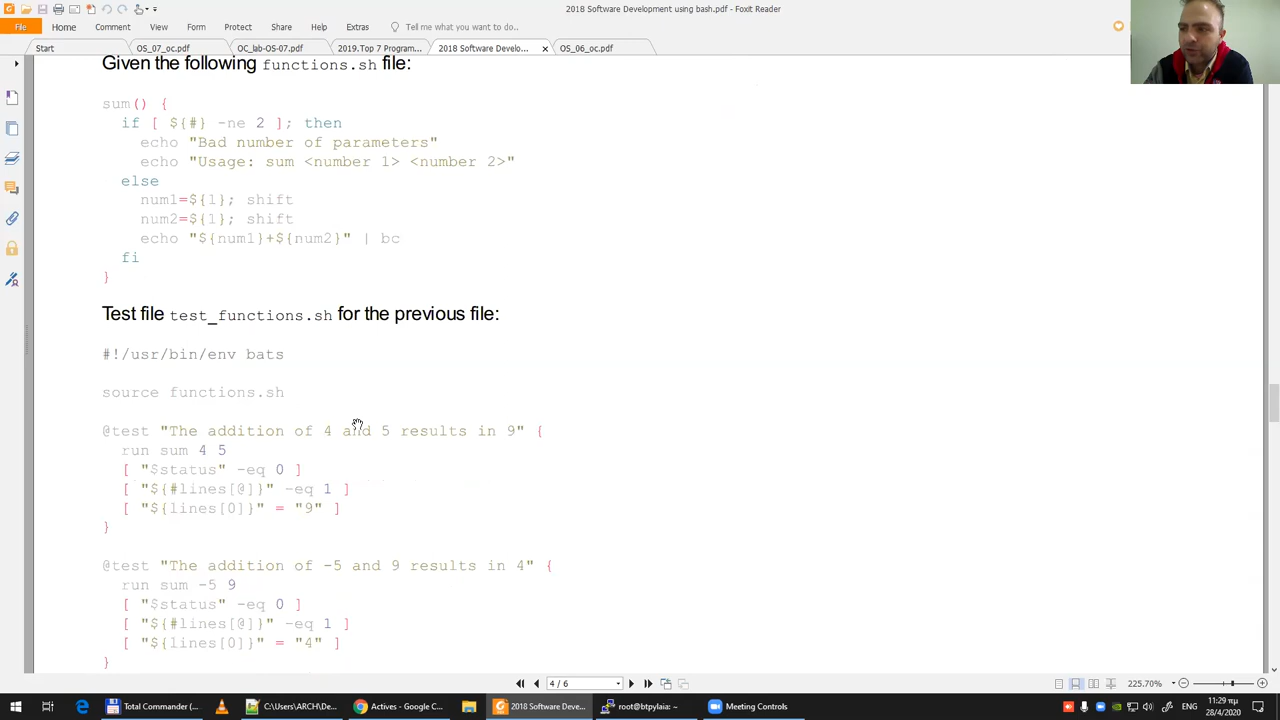 2018 Software Development using bash.pdf - Foxit Reader
File Home Comment View Form Protect Share Help Extras Tell me what you want to do...
Start OS_07_oc.pdf OC_lab-OS-07.pdf 2019.Top 7 Program... 2018 Software Develo... OS_06_oc.pdf
Given the following functions.sh file:
sum() {
if [ ${#} -ne 2 ]; then
echo "Bad number of parameters"
echo "Usage: sum <number 1> <number 2>"
else
num1=${1}; shift
num2=${1}; shift
echo "${num1}+${num2}" | bc
fi
}
Test file test_functions.sh for the previous file:
#!/usr/bin/env bats
source functions.sh
@test "The addition of 4 and 5 results in 9" {
run sum 4 5
[ "$status" -eq 0 ]
[ "${#lines[@]}" -eq 1 ]
[ "${lines[0]}" = "9" ]
}
@test "The addition of -5 and 9 results in 4" {
run sum -5 9
[ "$status" -eq 0 ]
[ "${#lines[@]}" -eq 1 ]
[ "${lines[0]}" = "4" ]
}
4 / 6 225.70%
Total Commander (... C:\Users\ARCH\De... Actives - Google C... 2018 Software Deve... root@btpylaia: ~ Meeting Controls ENG 11:29 πμ
28/4/2020